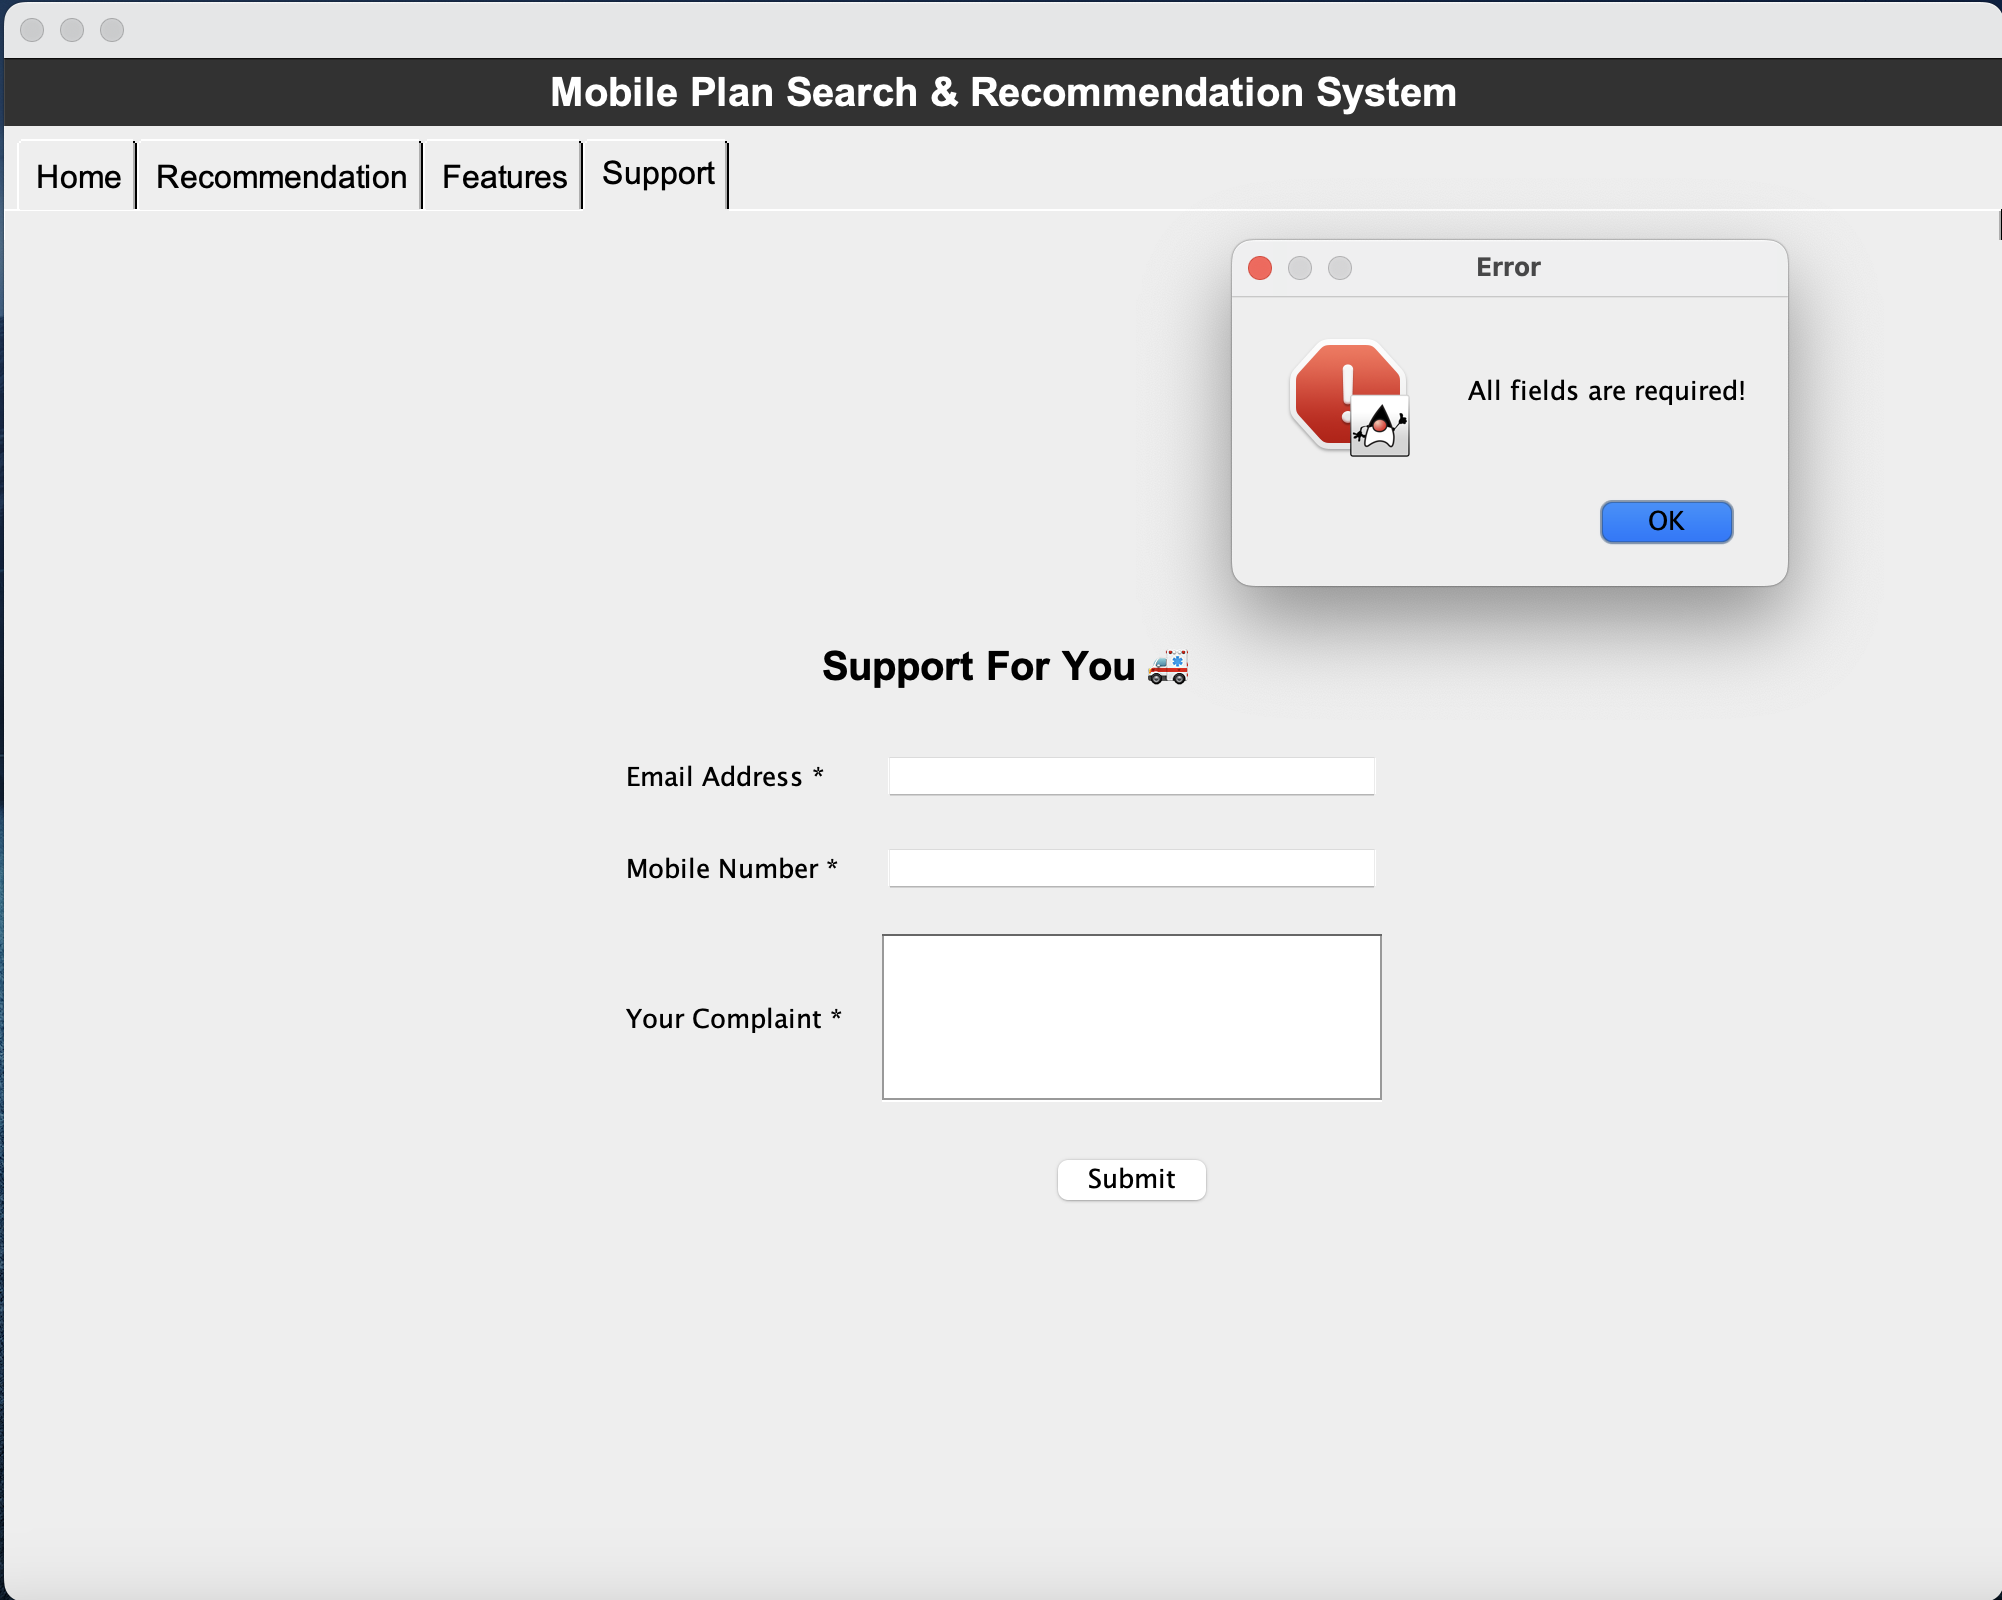 Mobile Plan Search & Recommendation System
Home Recommendation Features Support
Error
All fields are required!
OK
Support For You 🚑
Email Address *
Mobile Number *
Your Complaint *
Submit